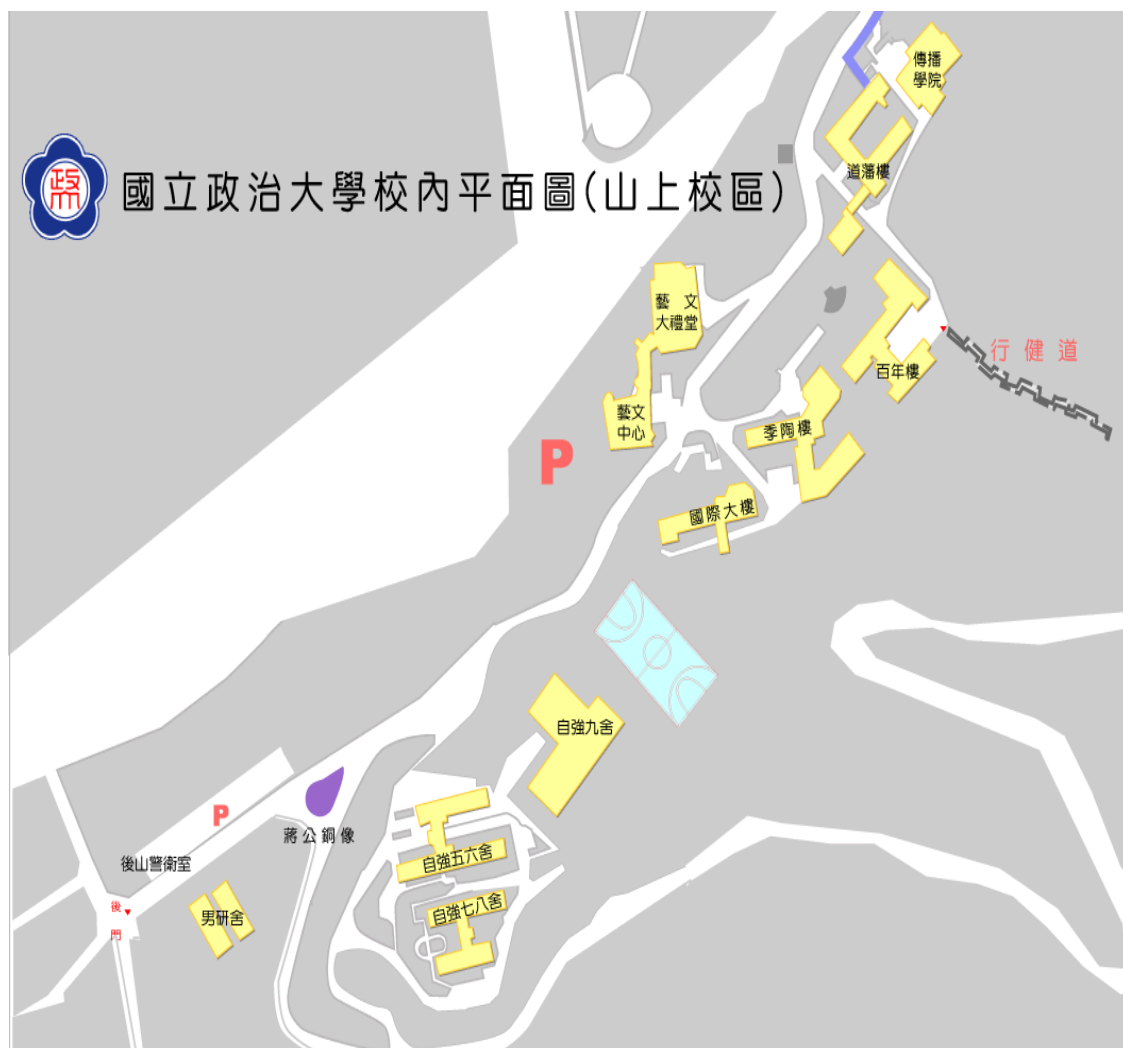 傳播
學院
道藩樓
政大
國立政治大學校內平面圖(山上校區)
藝文
大禮堂
行健道
百年樓
藝文
中心
季陶樓
P
國際大樓
自強九舍
P
蔣公銅像
自強五六舍
後山警衛室
自強七八舍
後
門
男研舍